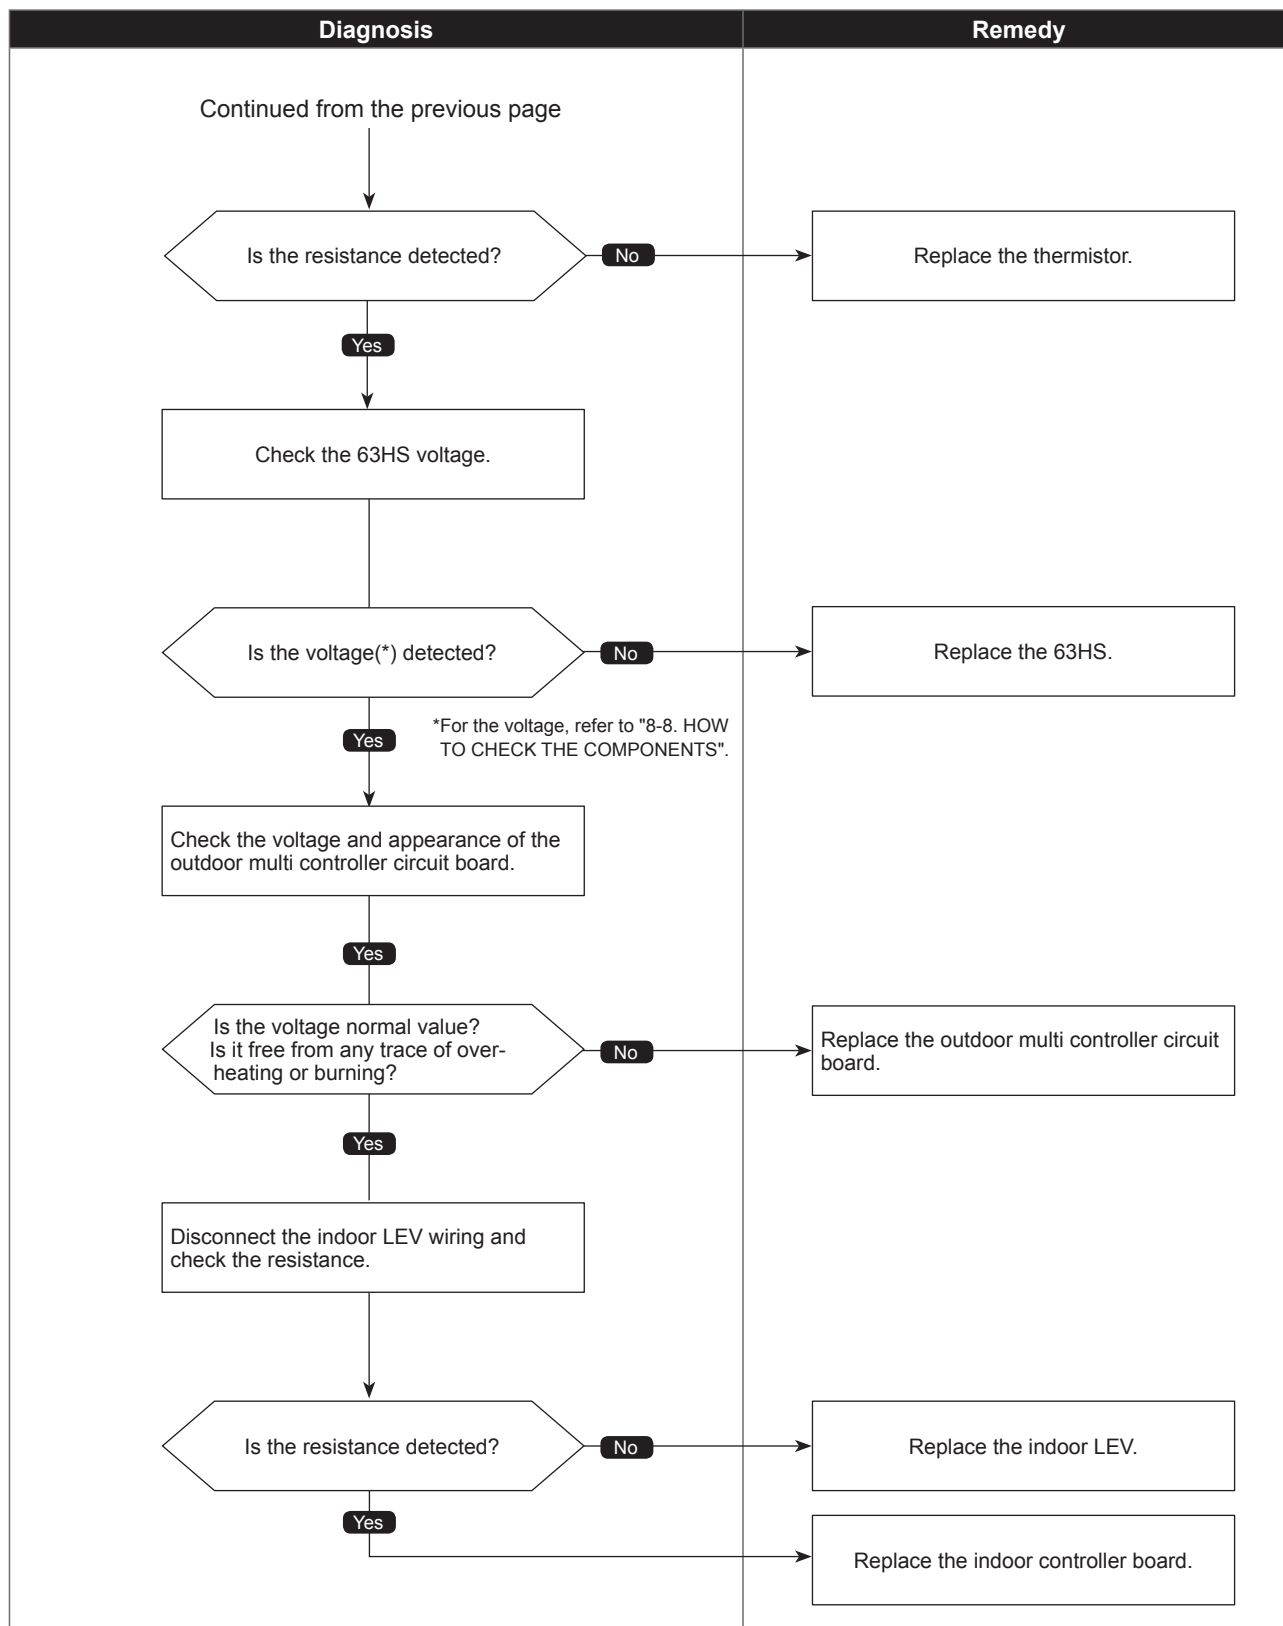 Diagnosis
Remedy
Continued from the previous page
Is the resistance detected?
No
Replace the thermistor.
Yes
Check the 63HS voltage.
Is the voltage(*) detected?
No
Replace the 63HS.
Yes
*For the voltage, refer to "8-8. HOW
TO CHECK THE COMPONENTS".
Check the voltage and appearance of the
outdoor multi controller circuit board.
Yes
Is the voltage normal value?
Is it free from any trace of over-
heating or burning?
No
Replace the outdoor multi controller circuit
board.
Yes
Disconnect the indoor LEV wiring and
check the resistance.
Is the resistance detected?
No
Replace the indoor LEV.
Yes
Replace the indoor controller board.